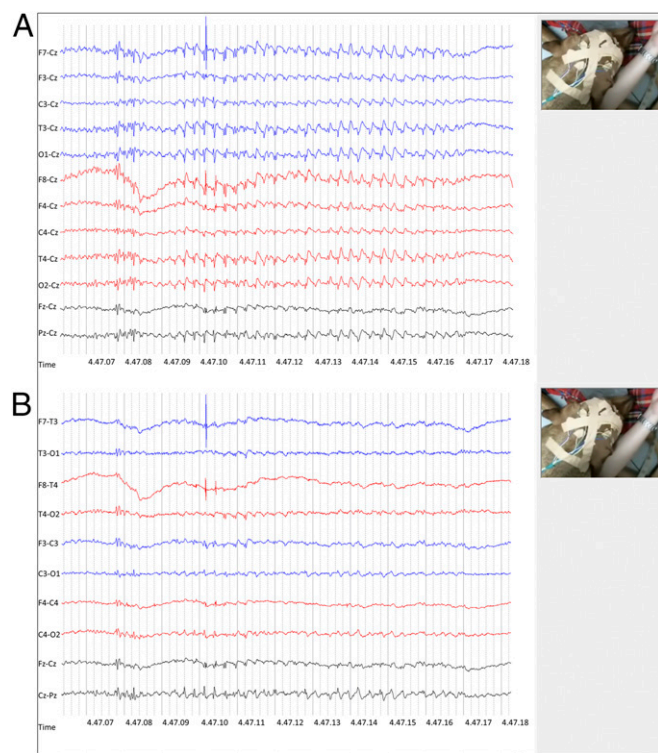 A
F7-Cz
F3-Cz
C3-Cz
T3-Cz
O1-Cz
F8-Cz
F4-Cz
C4-Cz
T4-Cz
O2-Cz
Fz-Cz
Pz-Cz
Time 4.47.07 4.47.08 4.47.09 4.47.10 4.47.11 4.47.12 4.47.13 4.47.14 4.47.15 4.47.16 4.47.17 4.47.18
B
F7-T3
T3-O1
F8-T4
T4-O2
F3-C3
C3-O1
F4-C4
C4-O2
Fz-Cz
Cz-Pz
Time 4.47.07 4.47.08 4.47.09 4.47.10 4.47.11 4.47.12 4.47.13 4.47.14 4.47.15 4.47.16 4.47.17 4.47.18